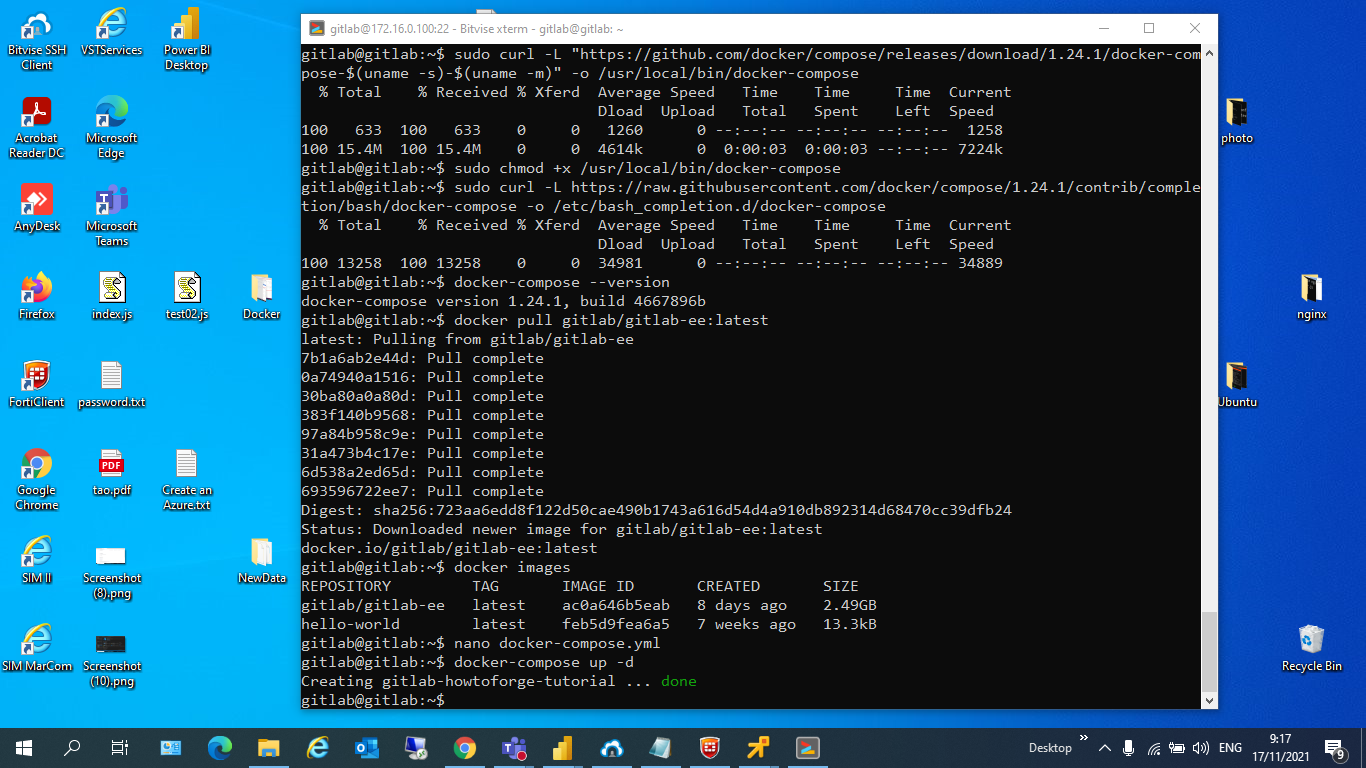 Bitvise SSH
Client
VSTServices
Power BI
Desktop
Acrobat
Reader DC
Microsoft
Edge
AnyDesk
Microsoft
Teams
Firefox
index.js
test02.js
Docker
FortiClient
password.txt
Google
Chrome
PDF
tao.pdf
Create an
Azure.txt
SIM II
Screenshot
(8).png
NewData
SIM MarCom
Screenshot
(10).png
gitlab@172.16.0.100:22 - Bitvise xterm - gitlab@gitlab: ~
gitlab@gitlab:~$ sudo curl -L "https://github.com/docker/compose/releases/download/1.24.1/docker-com
pose-$(uname -s)-$(uname -m)" -o /usr/local/bin/docker-compose
  % Total    % Received % Xferd  Average Speed   Time    Time     Time  Current
                                 Dload  Upload   Total   Spent    Left  Speed
100   633  100   633    0     0   1260      0 --:--:-- --:--:-- --:--:--  1258
100 15.4M  100 15.4M    0     0  4614k      0  0:00:03  0:00:03 --:--:-- 7224k
gitlab@gitlab:~$ sudo chmod +x /usr/local/bin/docker-compose
gitlab@gitlab:~$ sudo curl -L https://raw.githubusercontent.com/docker/compose/1.24.1/contrib/comple
tion/bash/docker-compose -o /etc/bash_completion.d/docker-compose
  % Total    % Received % Xferd  Average Speed   Time    Time     Time  Current
                                 Dload  Upload   Total   Spent    Left  Speed
100 13258  100 13258    0     0  34981      0 --:--:-- --:--:-- --:--:-- 34889
gitlab@gitlab:~$ docker-compose --version
docker-compose version 1.24.1, build 4667896b
gitlab@gitlab:~$ docker pull gitlab/gitlab-ee:latest
latest: Pulling from gitlab/gitlab-ee
7b1a6ab2e44d: Pull complete
0a74940a1516: Pull complete
30ba80a0a80d: Pull complete
383f140b9568: Pull complete
97a84b958c9e: Pull complete
31a473b4c17e: Pull complete
6d538a2ed65d: Pull complete
693596722ee7: Pull complete
Digest: sha256:723aa6edd8f122d50cae490b1743a616d54d4a910db892314d68470cc39dfb24
Status: Downloaded newer image for gitlab/gitlab-ee:latest
docker.io/gitlab/gitlab-ee:latest
gitlab@gitlab:~$ docker images
REPOSITORY         TAG       IMAGE ID       CREATED       SIZE
gitlab/gitlab-ee   latest    ac0a646b5eab   8 days ago    2.49GB
hello-world        latest    feb5d9fea6a5   7 weeks ago   13.3kB
gitlab@gitlab:~$ nano docker-compose.yml
gitlab@gitlab:~$ docker-compose up -d
Creating gitlab-howtoforge-tutorial ... done
gitlab@gitlab:~$
photo
nginx
Ubuntu
Recycle Bin
Desktop
ENG
9:17
17/11/2021
9